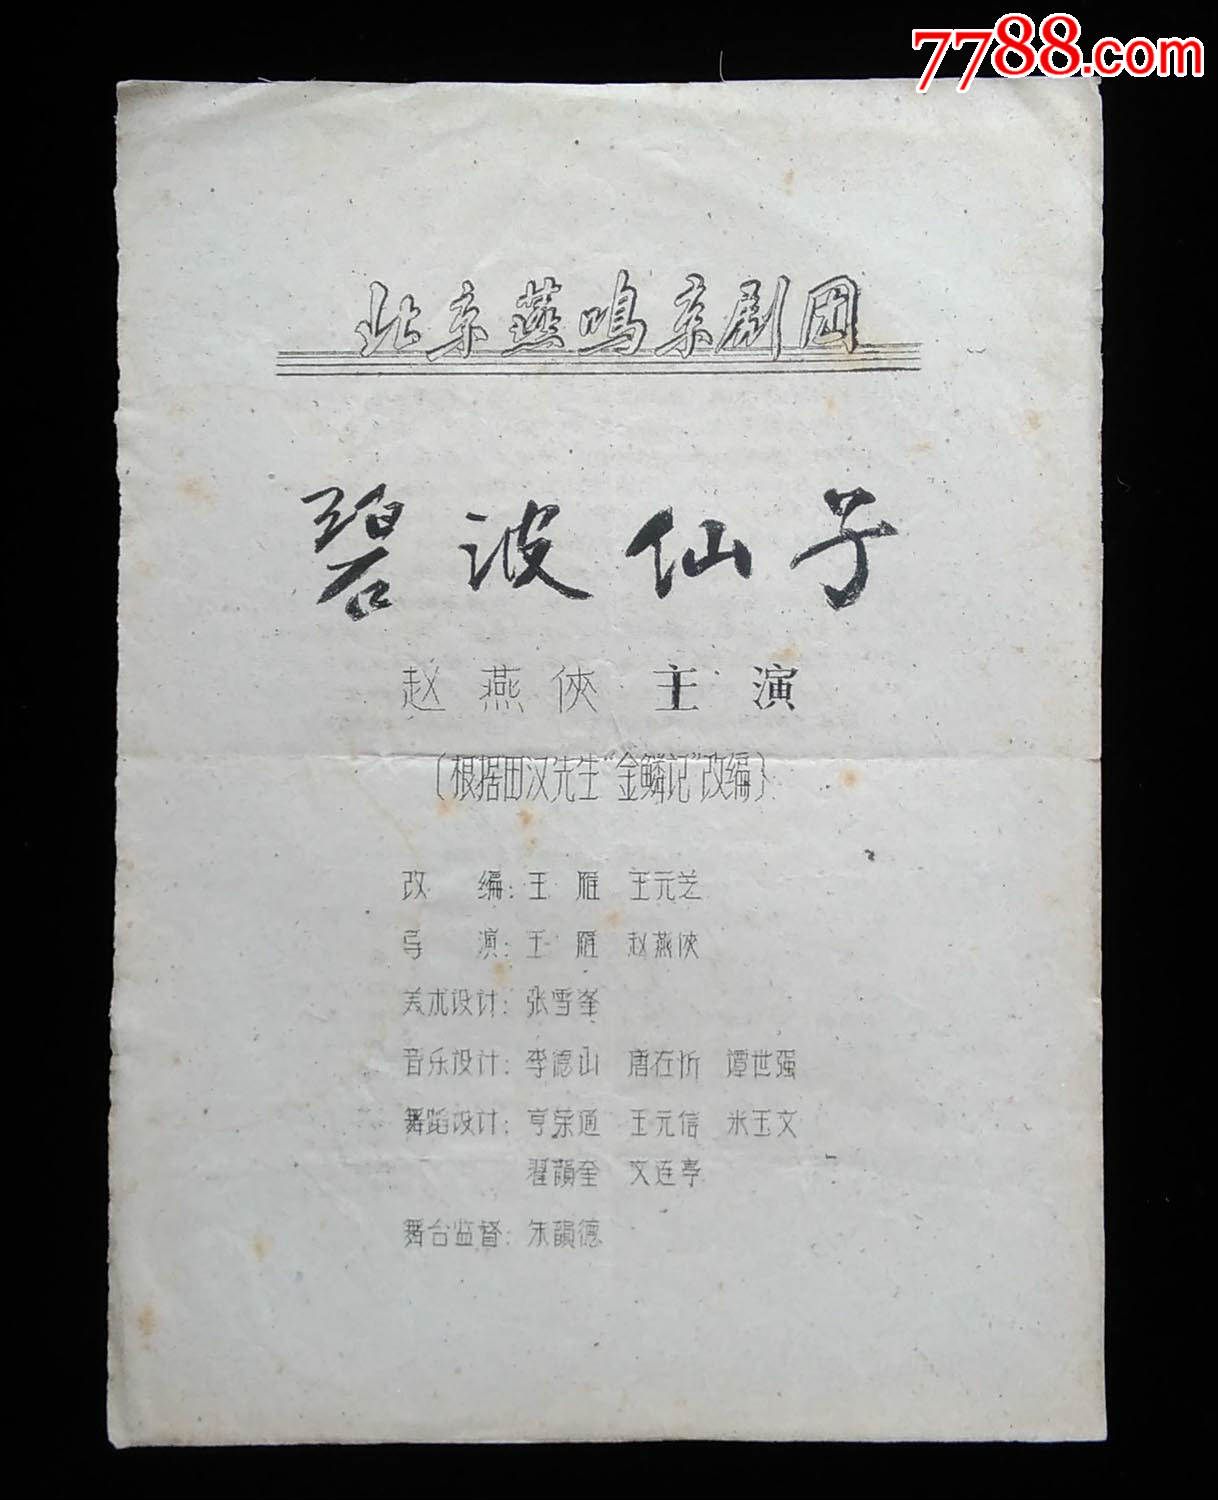 7788.com
北京燕鸣京剧团
碧波仙子
赵燕侠 主演
(根据田汉先生“金鳞记”改编)
改 编: 王 雁 王元芝
导 演: 王 雁 赵燕侠
美术设计: 张雪峯
音乐设计: 李德山 唐在炘 谭世强
舞蹈设计: 亨荣通 王元信 米玉文
翟韻奎 文连亭
舞台监督: 朱韻德